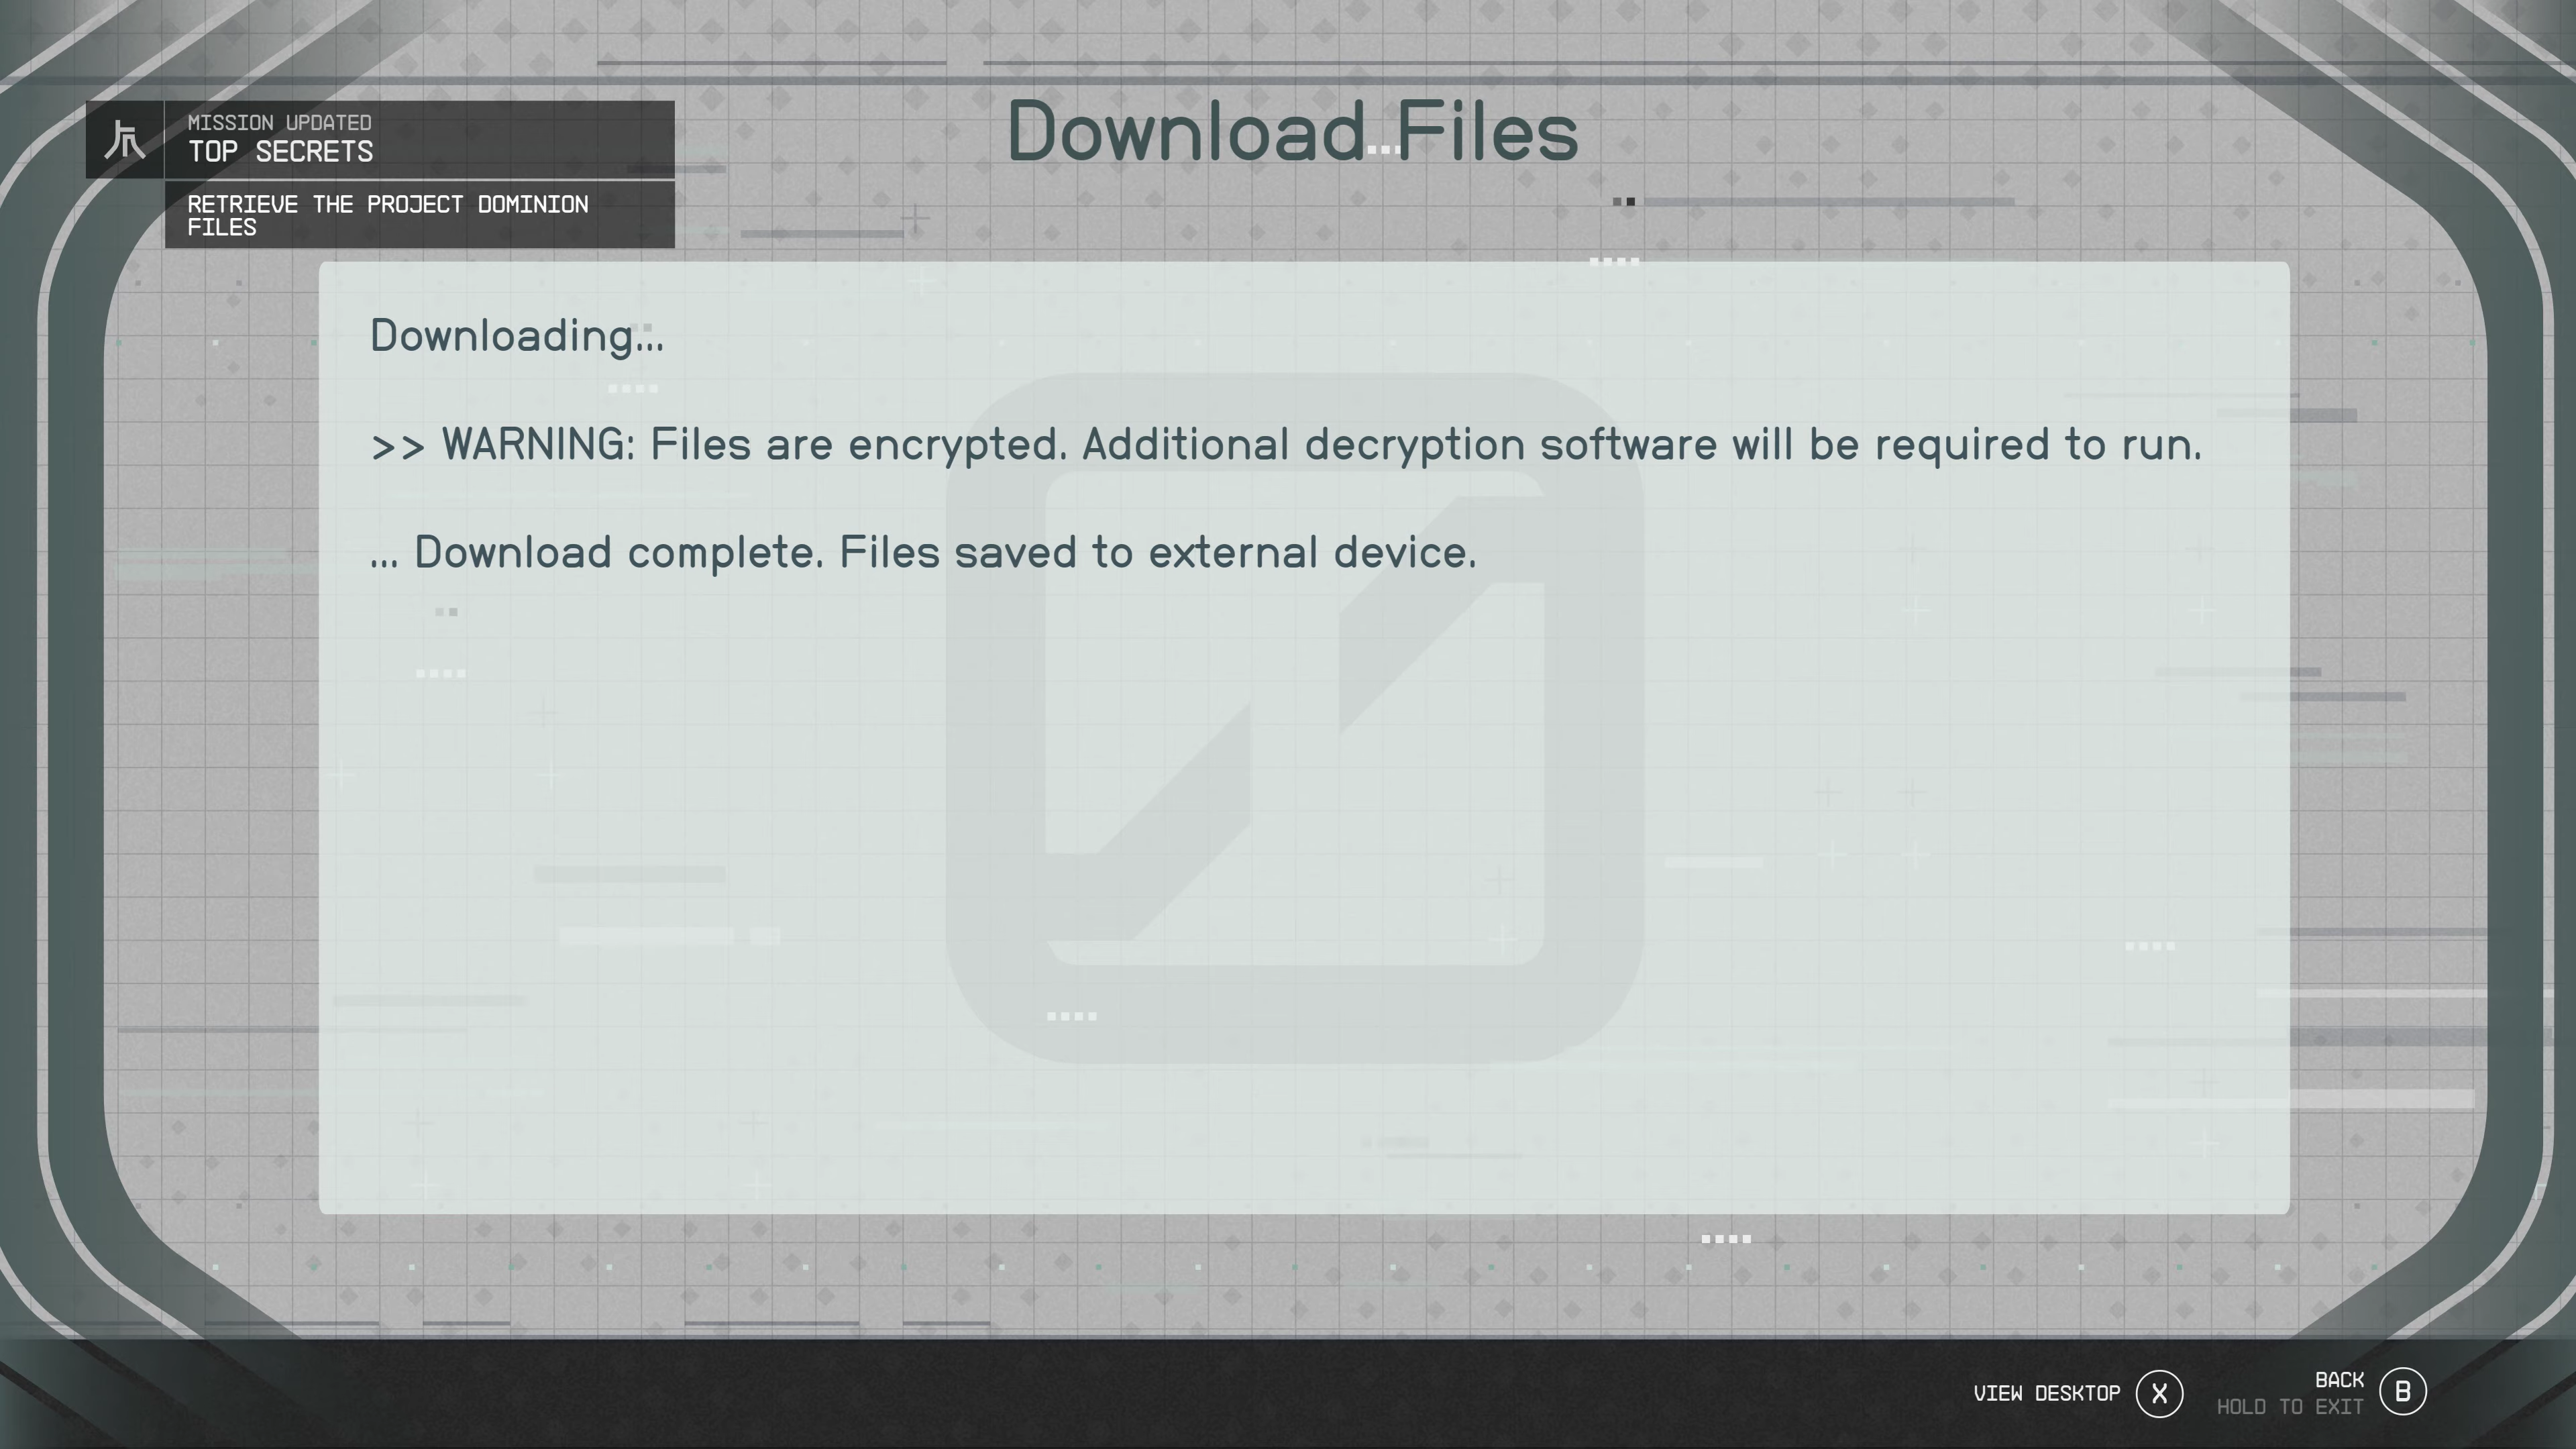 Download Files
MISSION UPDATED
TOP SECRETS
RETRIEVE THE PROJECT DOMINION
FILES
Downloading...
>> WARNING: Files are encrypted. Additional decryption software will be required to run.
... Download complete. Files saved to external device.
VIEW DESKTOP X
BACK B
HOLD TO EXIT